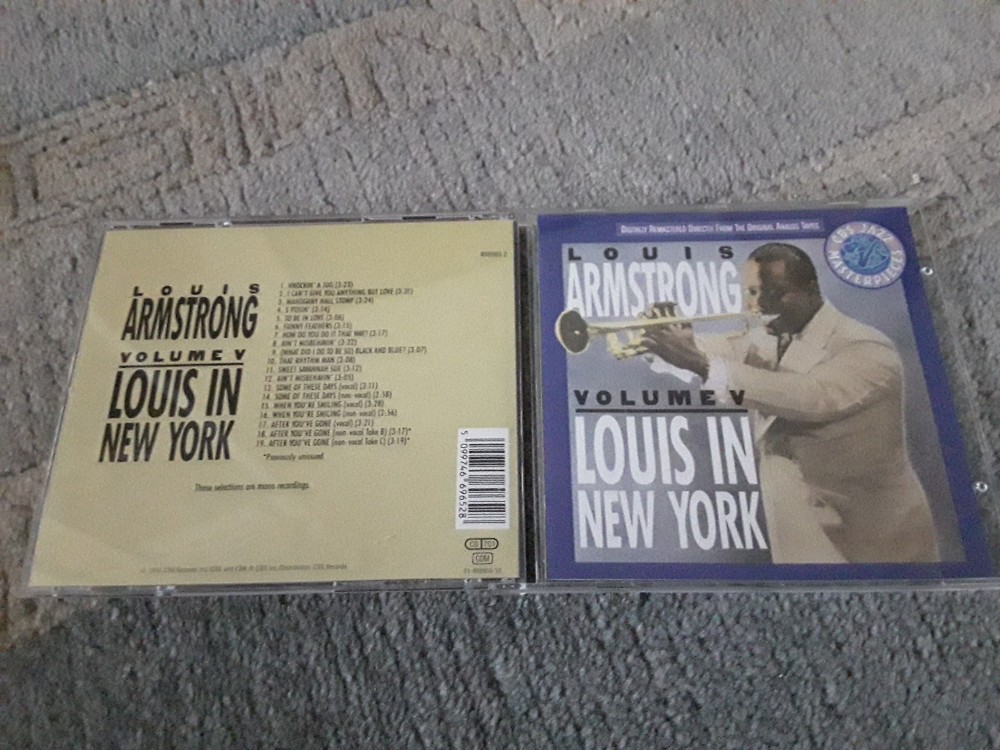 LOUIS
ARMSTRONG
VOLUME V
LOUIS IN
NEW YORK
1. KNOCKIN' A JUG (3:20)
2. I CAN'T GIVE YOU ANYTHING BUT LOVE (3:31)
3. MAHOGANY HALL STOMP (3:24)
4. S'POSIN' (3:14)
5. TO BE IN LOVE (3:06)
6. FUNNY FEATHERS (3:15)
7. HOW DO YOU DO IT THAT WAY? (3:17)
8. AIN'T MISBEHAVIN' (3:22)
9. (WHAT DID I DO TO BE SO) BLACK AND BLUE? (3:07)
10. THAT RHYTHM MAN (3:08)
11. SWEET SAVANNAH SUE (3:12)
12. AIN'T MISBEHAVIN' (3:05)
13. SOME OF THESE DAYS (vocal) (3:11)
14. SOME OF THESE DAYS (non-vocal) (2:58)
15. WHEN YOU'RE SMILING (vocal) (3:28)
16. WHEN YOU'RE SMILING (non-vocal) (2:56)
17. AFTER YOU'VE GONE (vocal) (3:21)
18. AFTER YOU'VE GONE (non-vocal Take B) (3:17)*
19. AFTER YOU'VE GONE (non-vocal Take C) (3:19)*
*Previously unissued
These selections are mono recordings.
5 099746 696528
DIGITALLY REMASTERED DIRECTLY FROM THE ORIGINAL ANALOG TAPES
CBS JAZZ
MASTERPIECES
LOUIS
ARMSTRONG
VOLUME V
LOUIS IN
NEW YORK